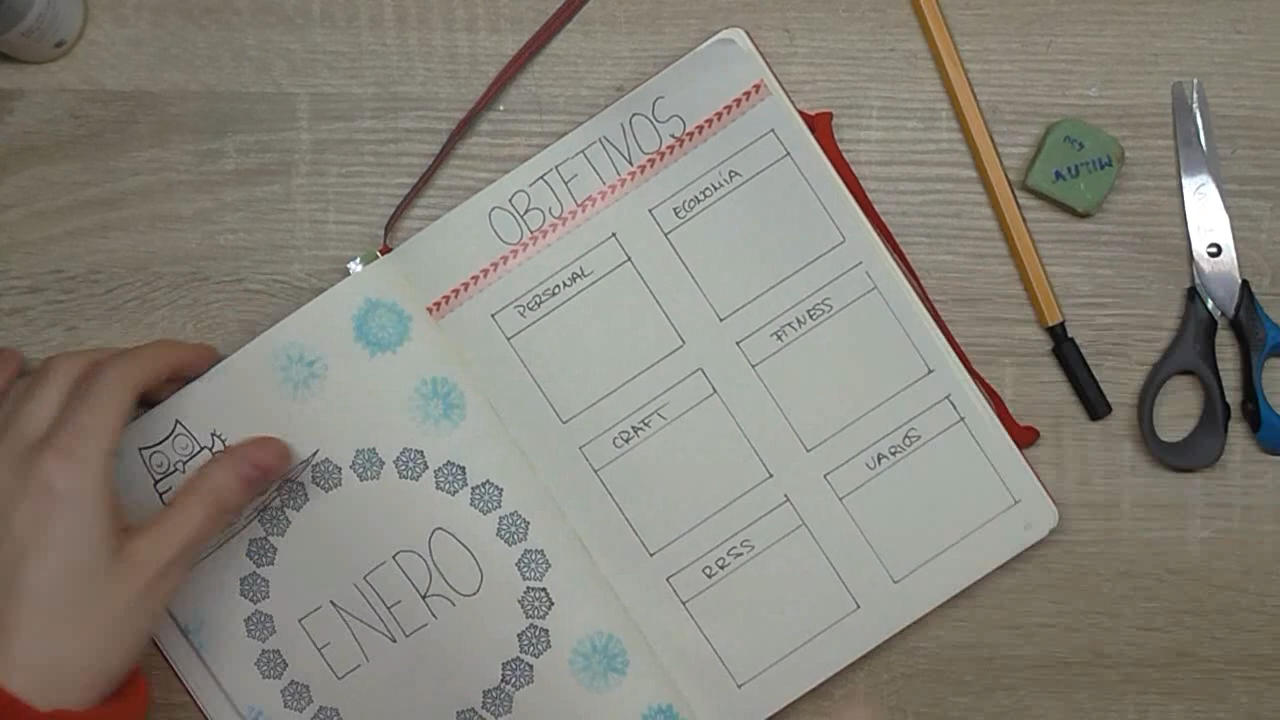 OBJETIVOS
PERSONAL
ECONOMÍA
CRAFT
FITNESS
RRSS
VARIOS
ENERO
MILAN